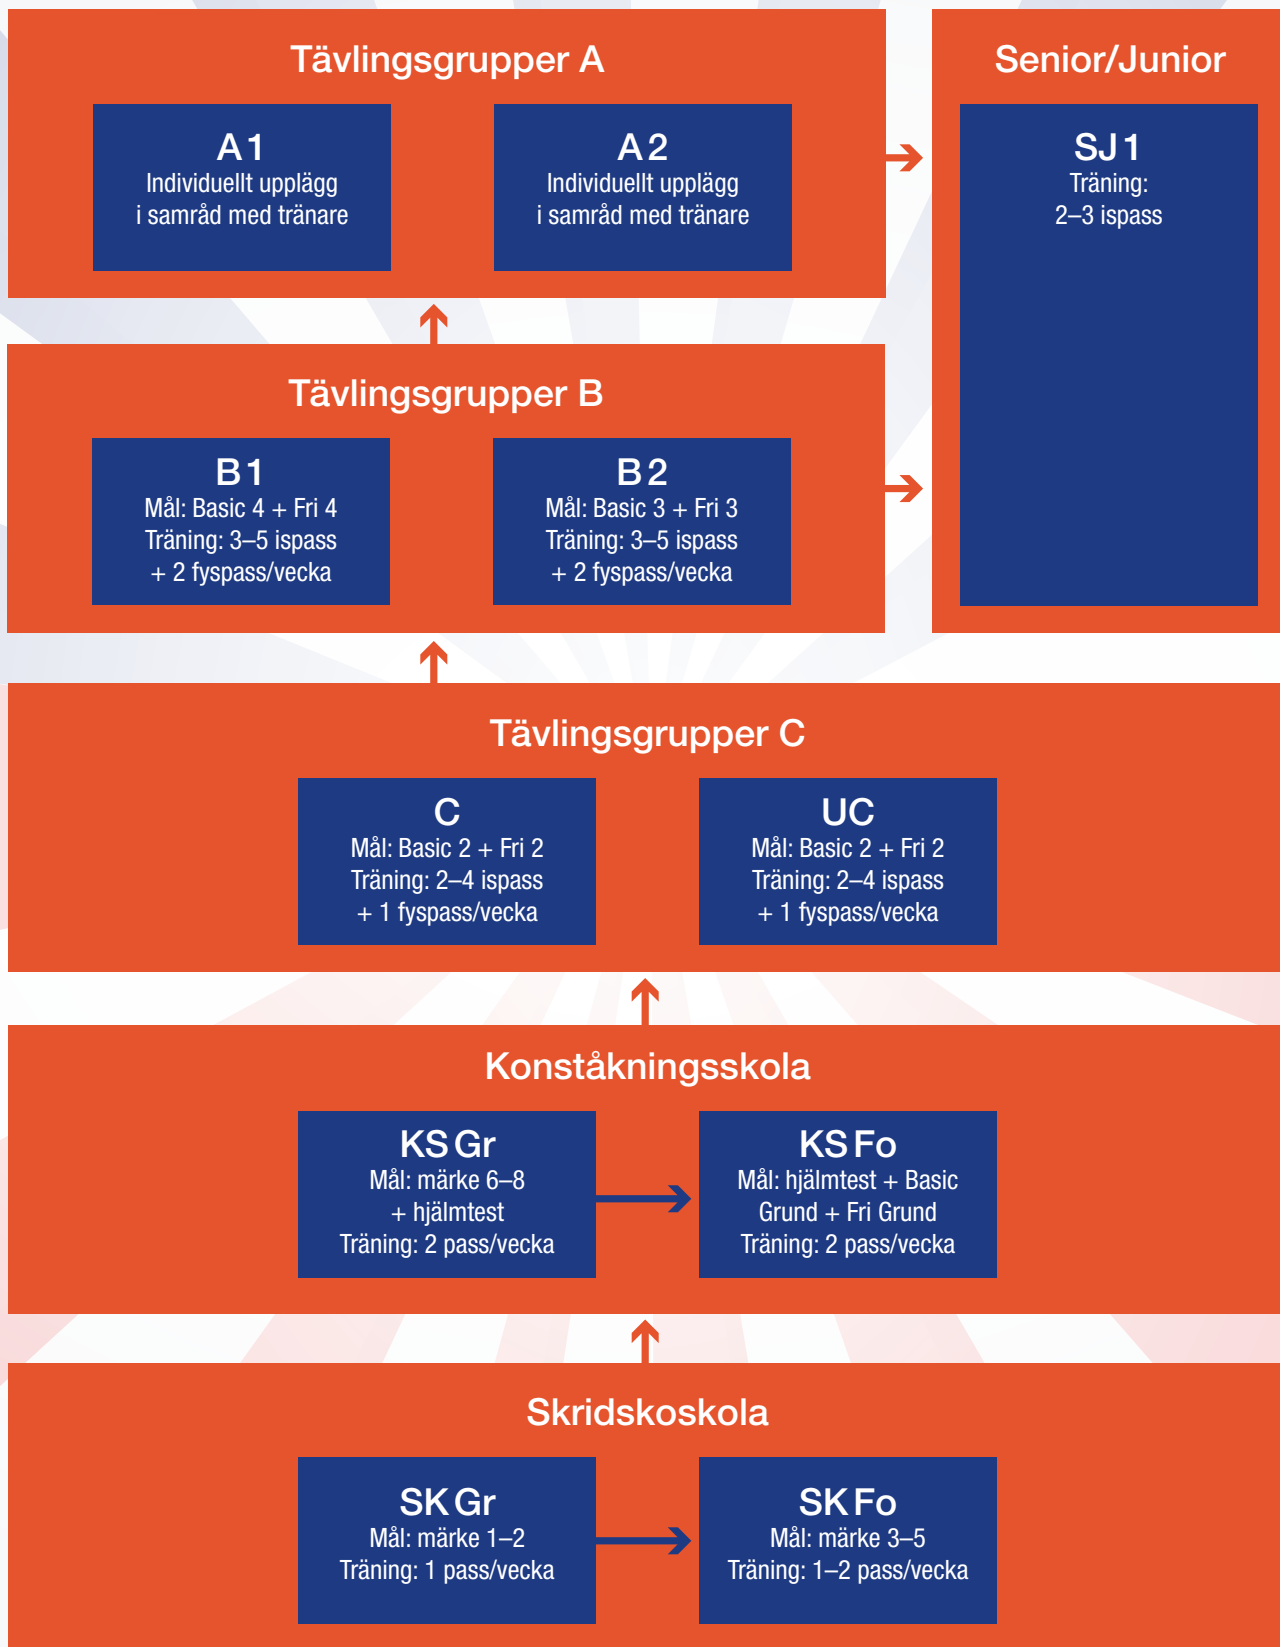 Tävlingsgrupper A
A 1
Individuellt upplägg
i samråd med tränare
A 2
Individuellt upplägg
i samråd med tränare
Senior/Junior
SJ 1
Träning:
2–3 ispass
Tävlingsgrupper B
B 1
Mål: Basic 4 + Fri 4
Träning: 3–5 ispass
+ 2 fyspass/vecka
B 2
Mål: Basic 3 + Fri 3
Träning: 3–5 ispass
+ 2 fyspass/vecka
Tävlingsgrupper C
C
Mål: Basic 2 + Fri 2
Träning: 2–4 ispass
+ 1 fyspass/vecka
UC
Mål: Basic 2 + Fri 2
Träning: 2–4 ispass
+ 1 fyspass/vecka
Konståkningsskola
KS Gr
Mål: märke 6–8
+ hjälmtest
Träning: 2 pass/vecka
KS Fo
Mål: hjälmtest + Basic
Grund + Fri Grund
Träning: 2 pass/vecka
Skridskoskola
SK Gr
Mål: märke 1–2
Träning: 1 pass/vecka
SK Fo
Mål: märke 3–5
Träning: 1–2 pass/vecka